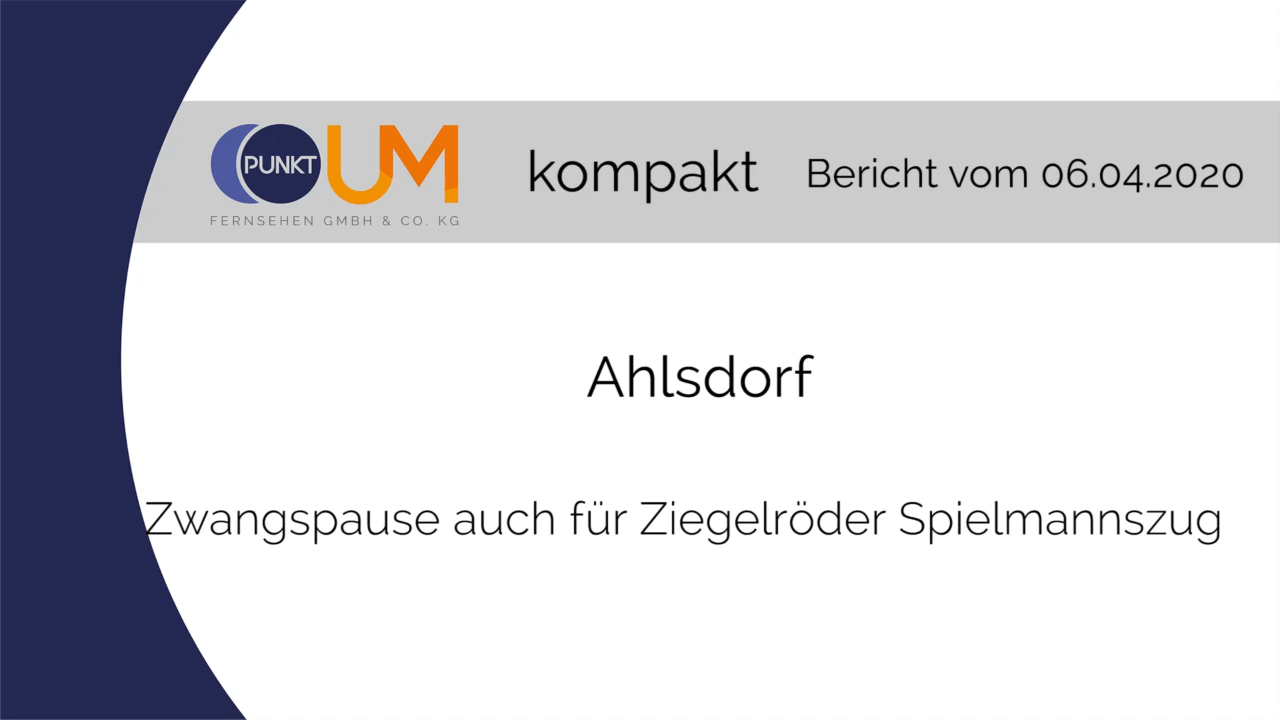 PUNKT UM kompakt Bericht vom 06.04.2020
FERNSEHEN GMBH & CO. KG
Ahlsdorf
Zwangspause auch für Ziegelröder Spielmannszug